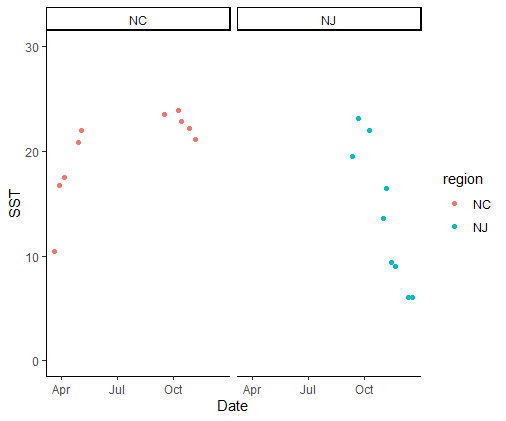 NC NJ
30
20
10
0
SST
Apr Jul Oct Apr Jul Oct
Date
region
NC
NJ